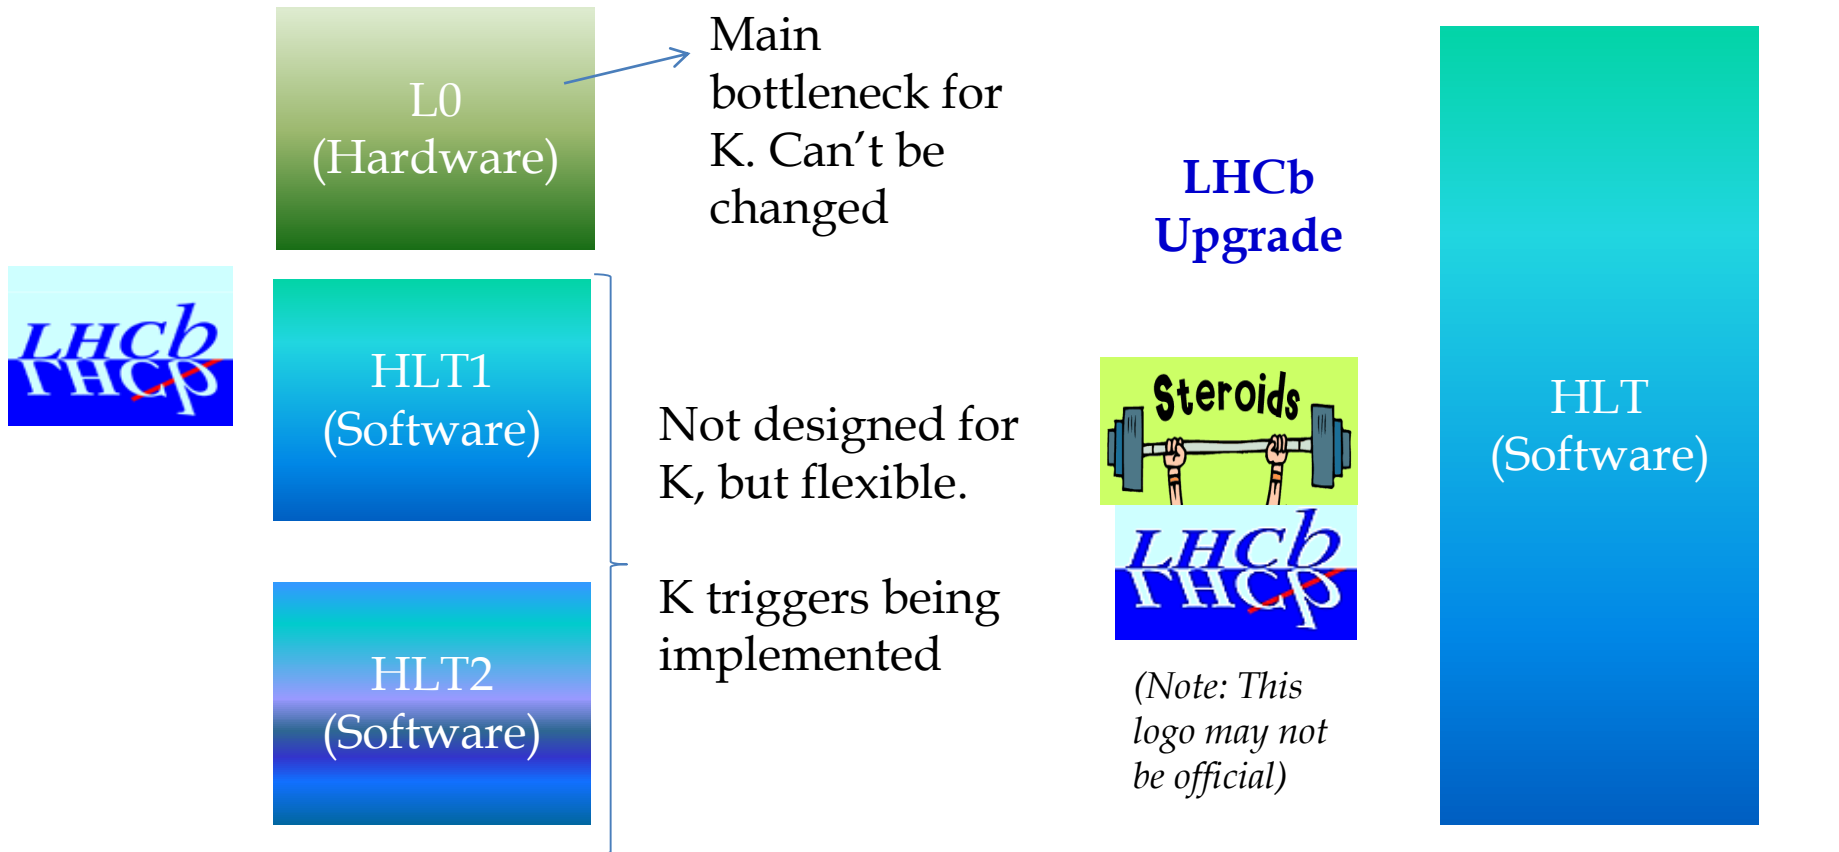 L0
(Hardware)
Main
bottleneck for
K. Can’t be
changed
LHCb
HLT1
(Software)
HLT2
(Software)
Not designed for
K, but flexible.
K triggers being
implemented
LHCb
Upgrade
Steroids
LHCb
(Note: This
logo may not
be official)
HLT
(Software)